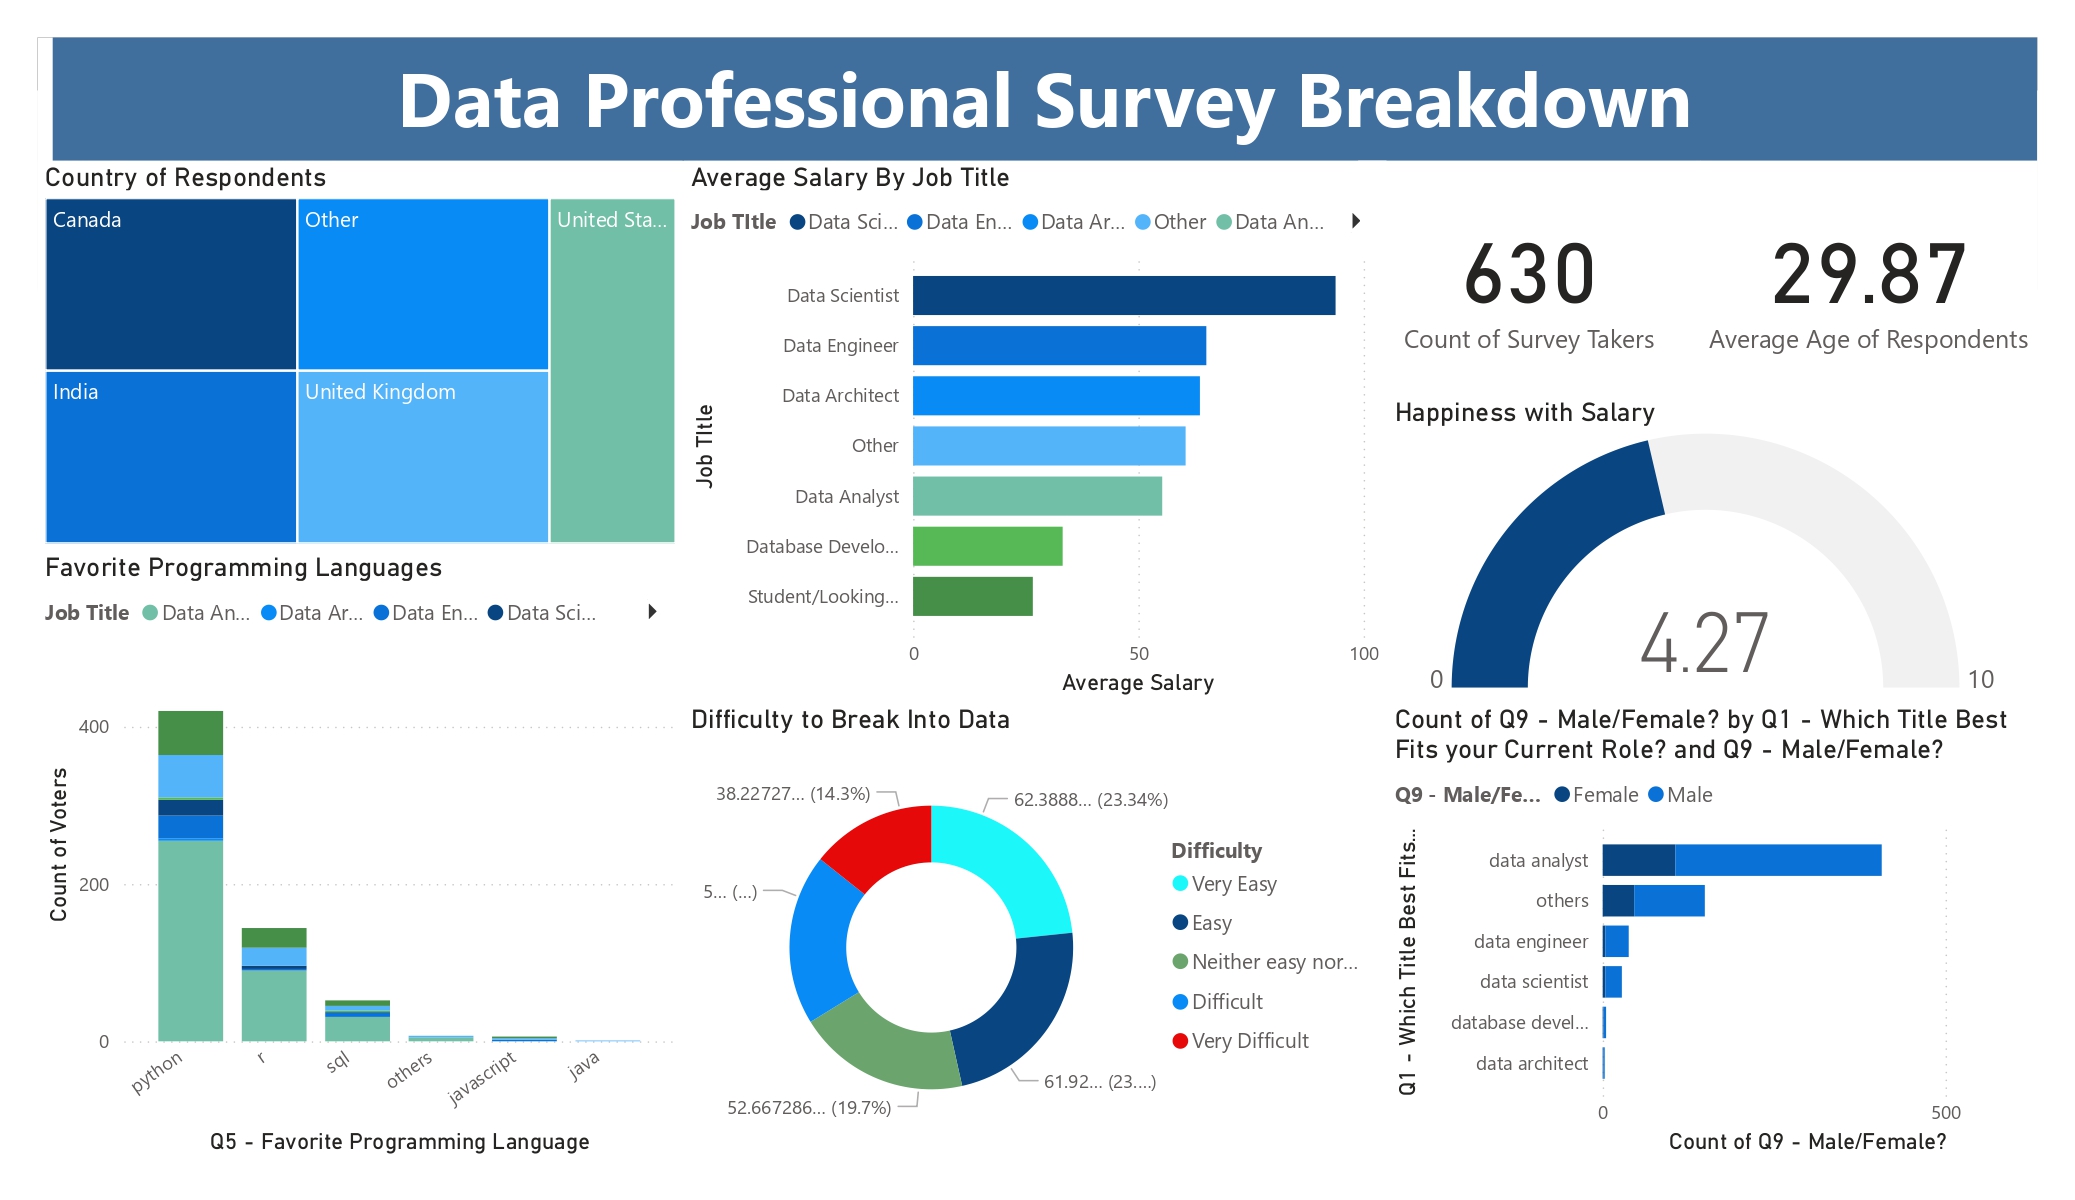 Data Professional Survey Breakdown
Country of Respondents
Canada
Other
United Sta...
India
United Kingdom
Average Salary By Job Title
Job TItle Data Sci... Data En... Data Ar... Other Data An...
Job TItle
Data Scientist
Data Engineer
Data Architect
Other
Data Analyst
Database Develo...
Student/Looking...
0 50 100
Average Salary
630
Count of Survey Takers
29.87
Average Age of Respondents
Happiness with Salary
4.27
0
10
Favorite Programming Languages
Job Title Data An... Data Ar... Data En... Data Sci...
Count of Voters
400
200
0
python r sql others javascript java
Q5 - Favorite Programming Language
Difficulty to Break Into Data
38.22727... (14.3%)
62.3888... (23.34%)
5... (...)
61.92... (23....)
52.667286... (19.7%)
Difficulty
Very Easy
Easy
Neither easy nor...
Difficult
Very Difficult
Count of Q9 - Male/Female? by Q1 - Which Title Best
Fits your Current Role? and Q9 - Male/Female?
Q9 - Male/Fe... Female Male
Q1 - Which Title Best Fits...
data analyst
others
data engineer
data scientist
database devel...
data architect
0 500
Count of Q9 - Male/Female?